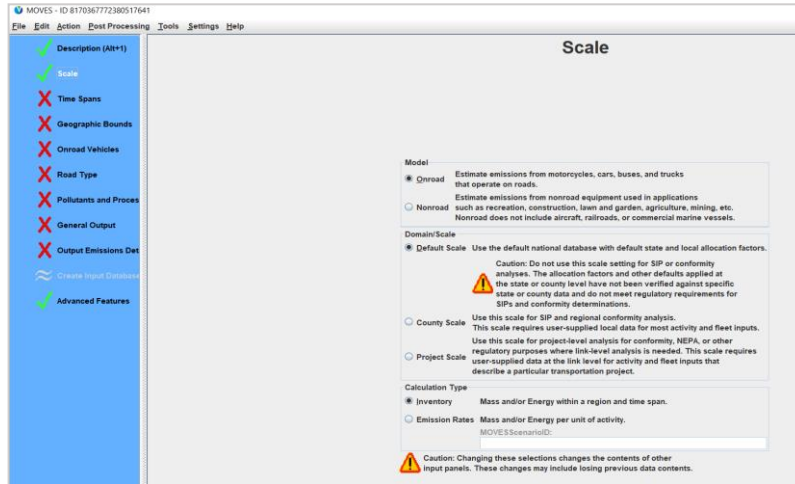 MOVES - ID 8170367772380517641
File Edit Action Post Processing Tools Settings Help
Description (Alt+1)
Scale
Time Spans
Geographic Bounds
Onroad Vehicles
Road Type
Pollutants and Proces
General Output
Output Emissions Det
Create Input Database
Advanced Features
Scale
Model
Onroad Estimate emissions from motorcycles, cars, buses, and trucks
that operate on roads.
Estimate emissions from nonroad equipment used in applications
Nonroad such as recreation, construction, lawn and garden, agriculture, mining, etc.
Nonroad does not include aircraft, railroads, or commercial marine vessels.
Domain/Scale
Default Scale Use the default national database with default state and local allocation factors.
Caution: Do not use this scale setting for SIP or conformity
analyses. The allocation factors and other defaults applied at
the state or county level have not been verified against specific
state or county data and do not meet regulatory requirements for
SIPs and conformity determinations.
County Scale Use this scale for SIP and regional conformity analysis.
This scale requires user-supplied local data for most activity and fleet inputs.
Use this scale for project-level analysis for conformity, NEPA, or other
Project Scale regulatory purposes where link-level analysis is needed. This scale requires
user-supplied data at the link level for activity and fleet inputs that
describe a particular transportation project.
Calculation Type
Inventory Mass and/or Energy within a region and time span.
Emission Rates Mass and/or Energy per unit of activity.
MOVESScenarioID:
Caution: Changing these selections changes the contents of other
input panels. These changes may include losing previous data contents.